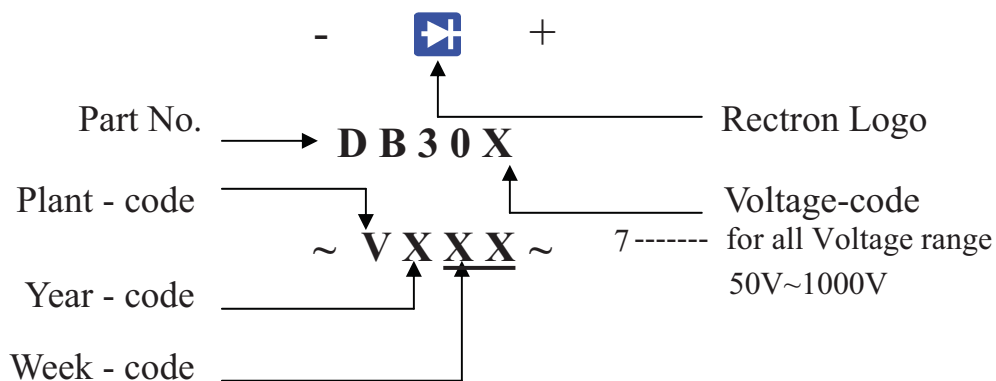 - +
Part No.
Rectron Logo
D B 3 0 X
Plant - code
Voltage-code
~ V X X X ~
7 ------- for all Voltage range
50V~1000V
Year - code
Week - code